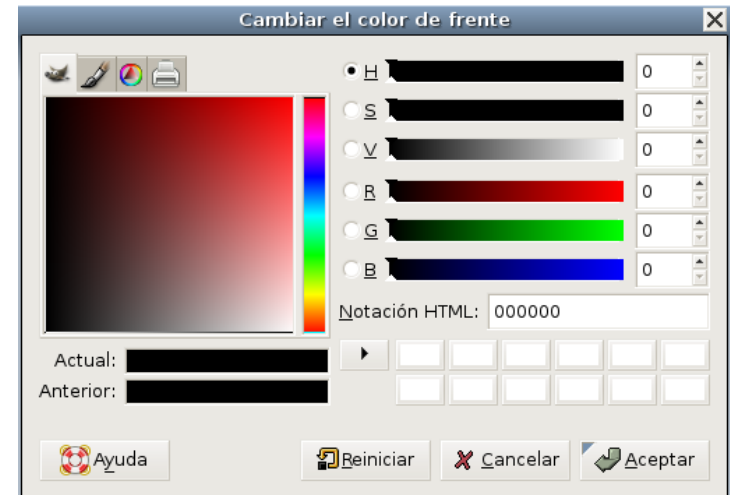 Cambiar el color de frente
H 0
S 0
V 0
R 0
G 0
B 0
Notación HTML: 000000
Actual:
Anterior:
Ayuda Reiniciar Cancelar Aceptar